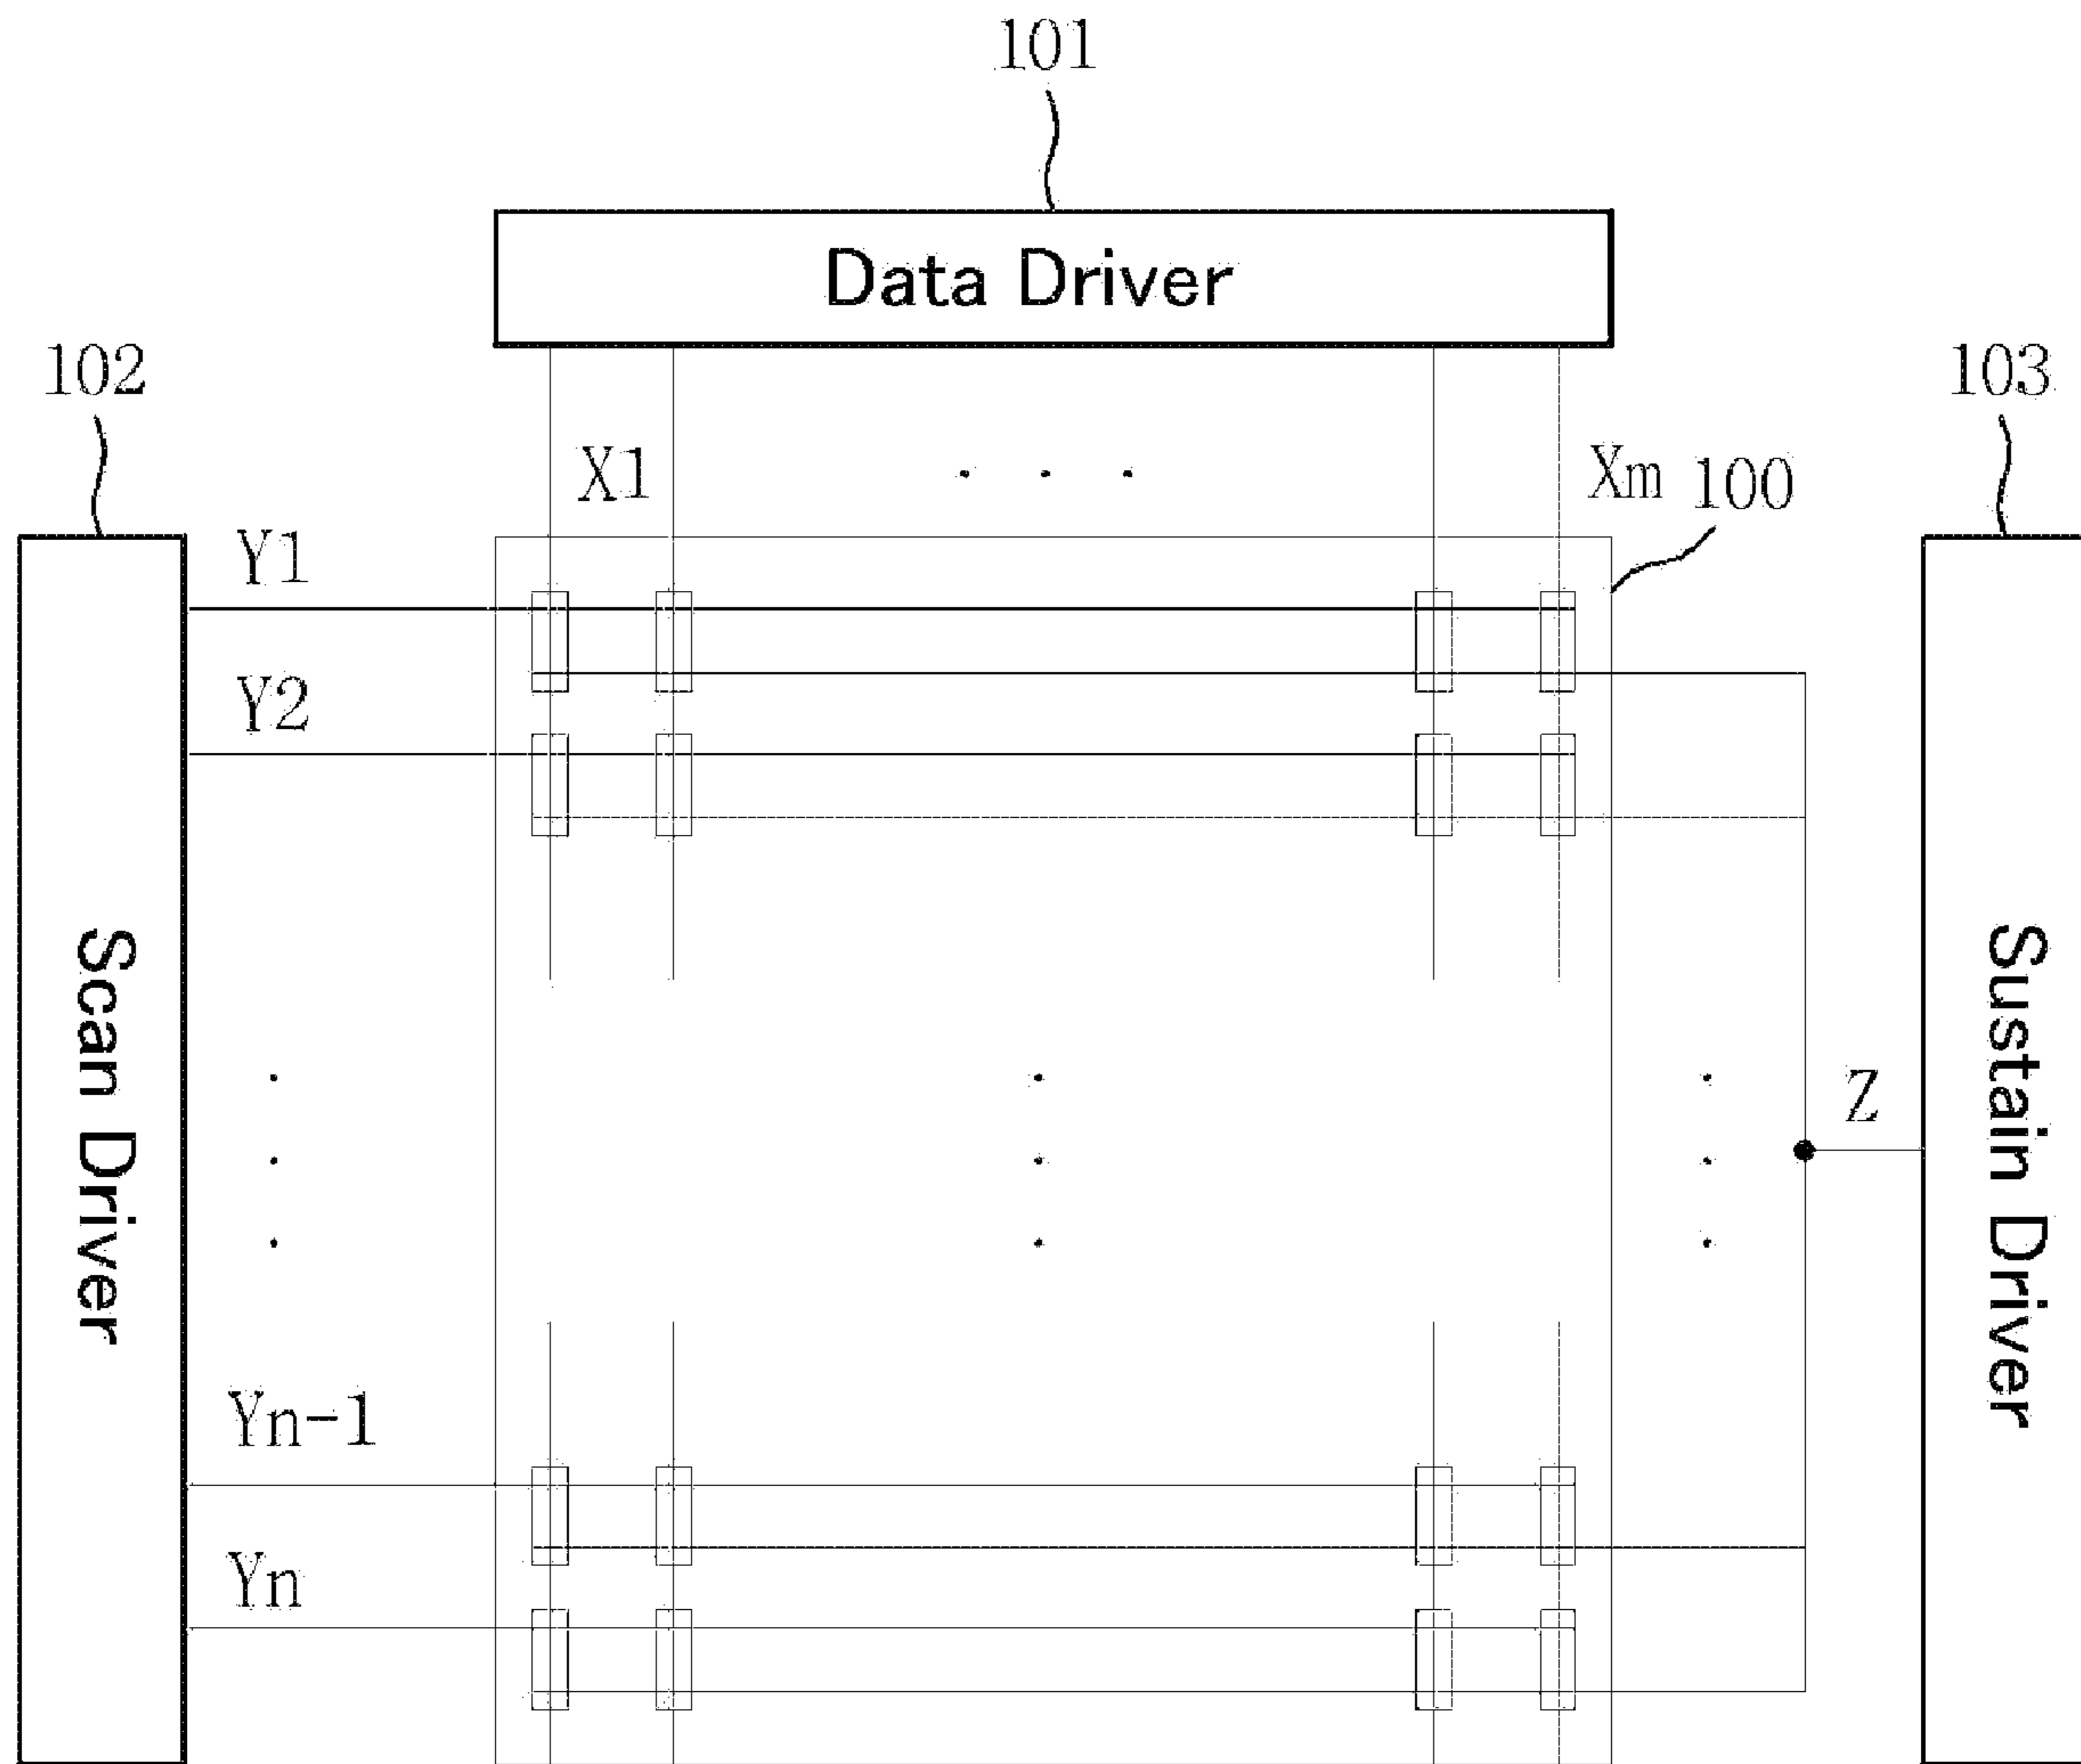 101
Data Driver
102
103
X1 . . . Xm 100
Y1
Y2
Scan Driver
Z
Sustain Driver
Yn-1
Yn